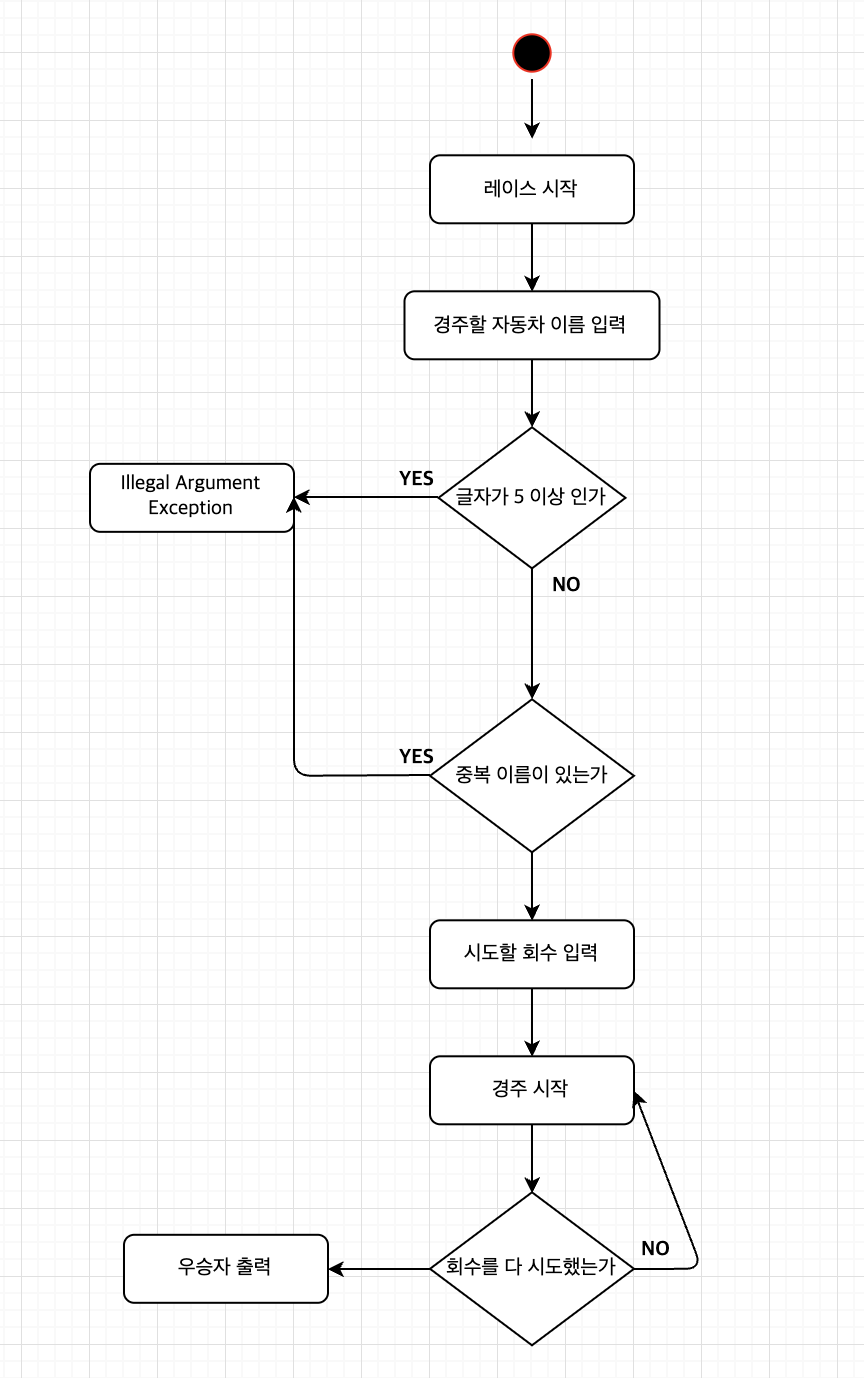 레이스 시작
경주할 자동차 이름 입력
YES
글자가 5 이상 인가
Illegal Argument
Exception
NO
YES
중복 이름이 있는가
시도할 회수 입력
경주 시작
NO
회수를 다 시도했는가
우승자 출력